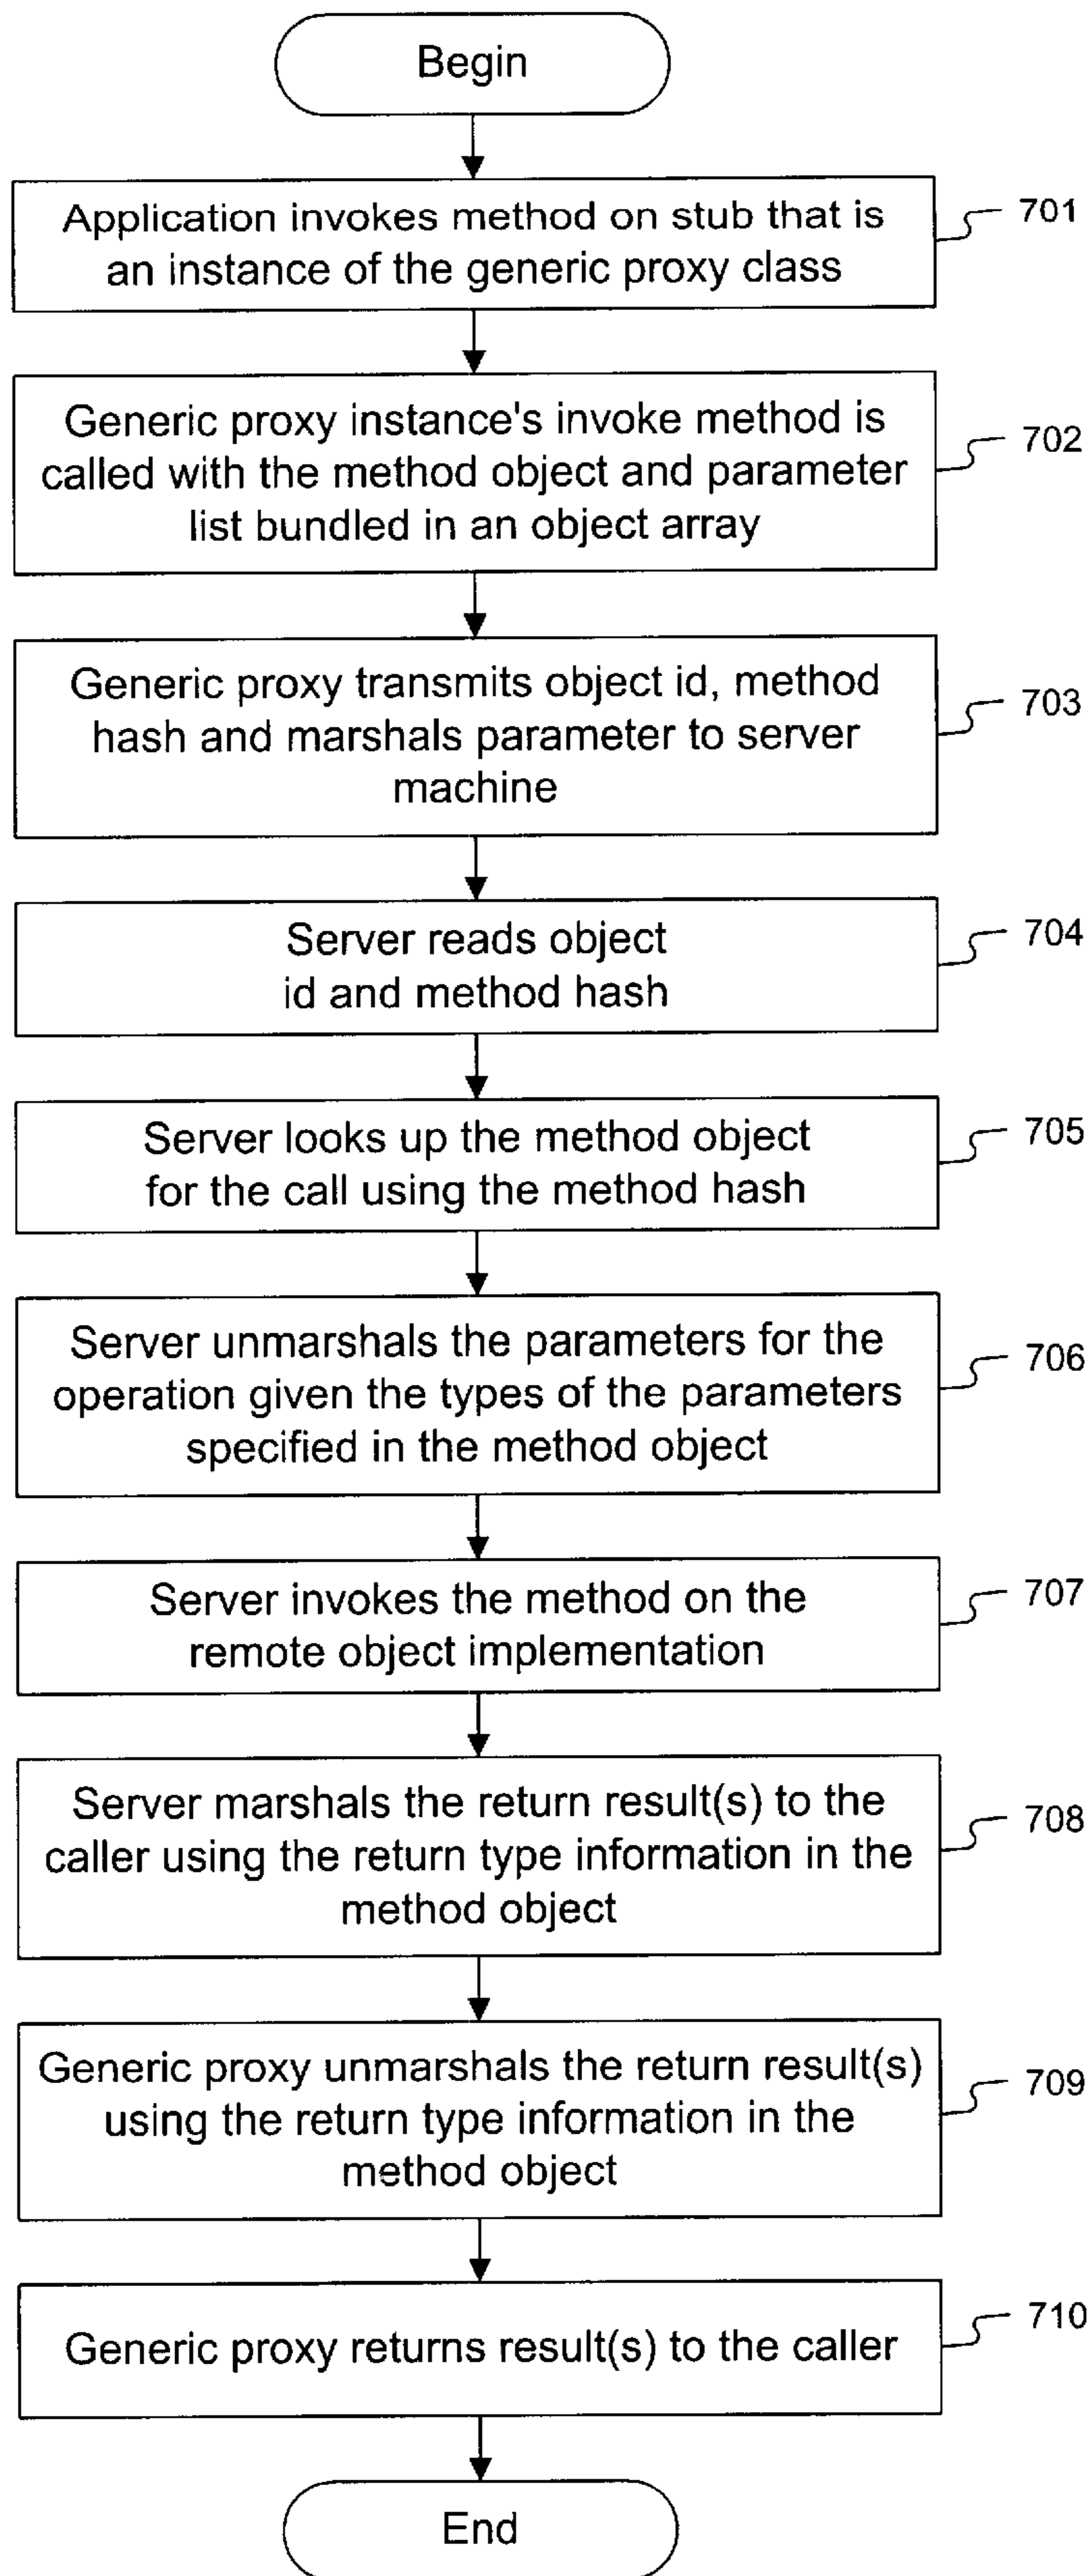 Begin
Application invokes method on stub that is
an instance of the generic proxy class
701
Generic proxy instance's invoke method is
called with the method object and parameter
list bundled in an object array
702
Generic proxy transmits object id, method
hash and marshals parameter to server
machine
703
Server reads object
id and method hash
704
Server looks up the method object
for the call using the method hash
705
Server unmarshals the parameters for the
operation given the types of the parameters
specified in the method object
706
Server invokes the method on the
remote object implementation
707
Server marshals the return result(s) to the
caller using the return type information in the
method object
708
Generic proxy unmarshals the return result(s)
using the return type information in the
method object
709
Generic proxy returns result(s) to the caller
710
End